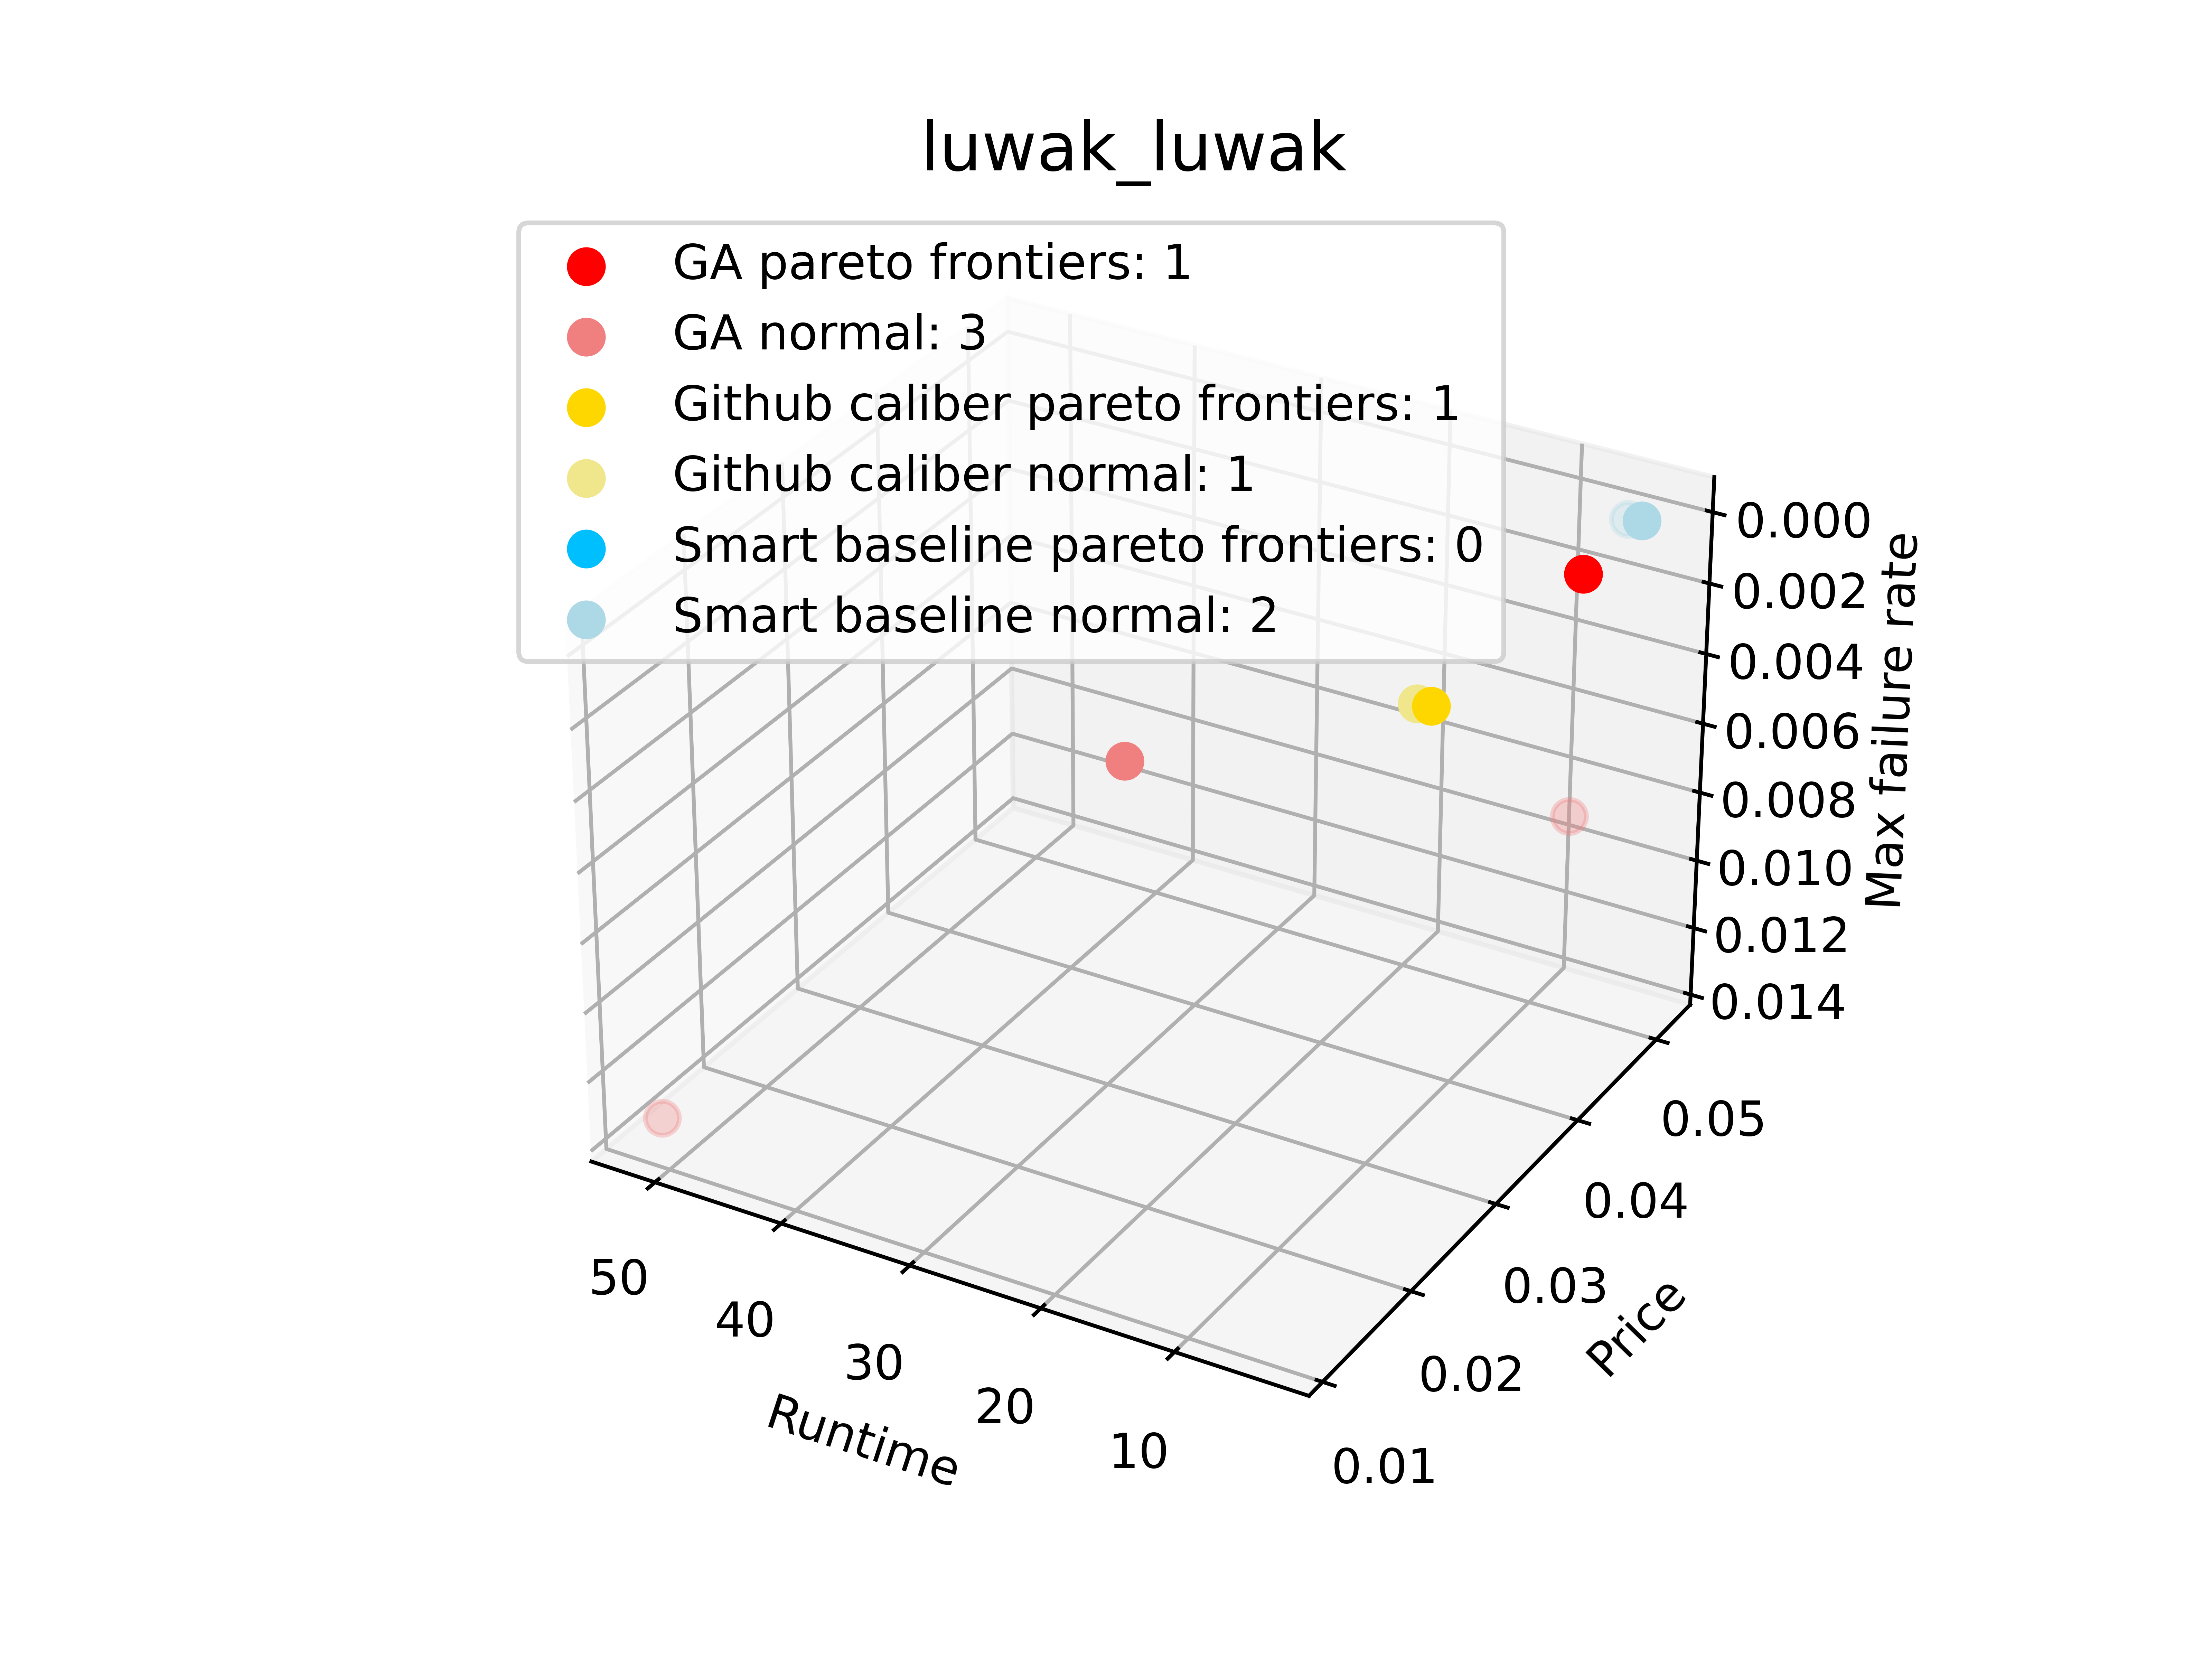 luwak_luwak
GA pareto frontiers: 1
GA normal: 3
Github caliber pareto frontiers: 1
Github caliber normal: 1
Smart baseline pareto frontiers: 0
Smart baseline normal: 2
0.000
0.002
0.004
0.006
0.008
0.010
0.012
0.014
Max failure rate
0.05
0.04
0.03
0.02
0.01
Price
50
40
30
20
10
Runtime